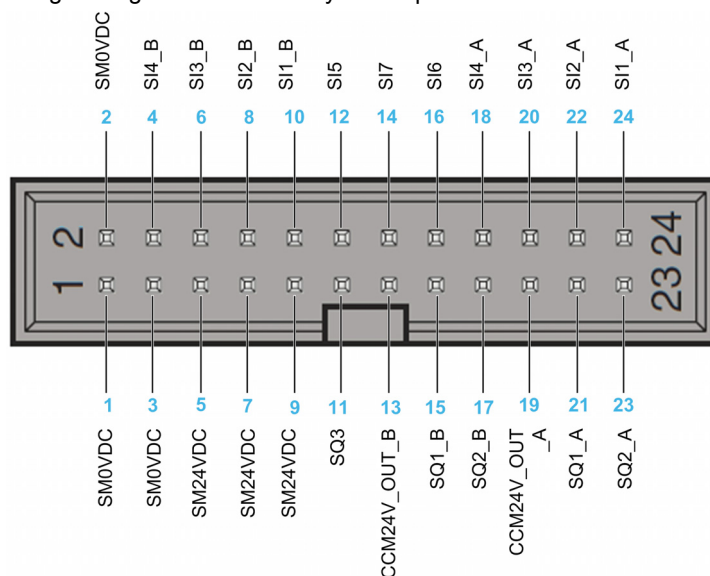 SM0VDC
SI4_B
SI3_B
SI2_B
SI1_B
SI5
SI7
SI6
SI4_A
SI3_A
SI2_A
SI1_A
2
4
6
8
10
12
14
16
18
20
22
24
2
24
1
23
1
3
5
7
9
11
13
15
17
19
21
23
SM0VDC
SM0VDC
SM24VDC
SM24VDC
SM24VDC
SQ3
CCM24V_OUT_B
SQ1_B
SQ2_B
CCM24V_OUT
_A
SQ1_A
SQ2_A